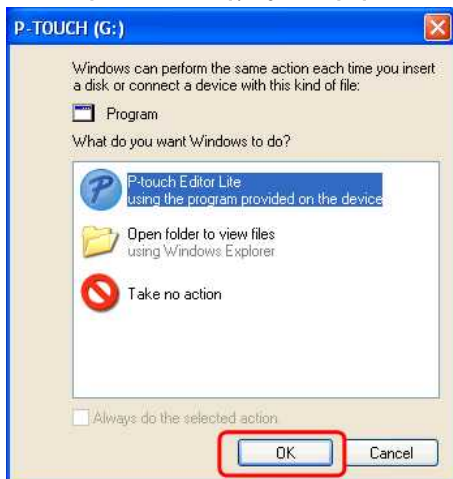 P-TOUCH (G:)
Windows can perform the same action each time you insert
a disk or connect a device with this kind of file:
Program
What do you want Windows to do?
P-touch Editor Lite
using the program provided on the device
Open folder to view files
using Windows Explorer
Take no action
Always do the selected action.
OK Cancel